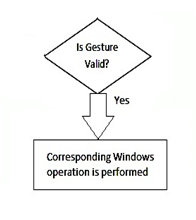 Is Gesture
Valid?
Yes
Corresponding Windows
operation is performed